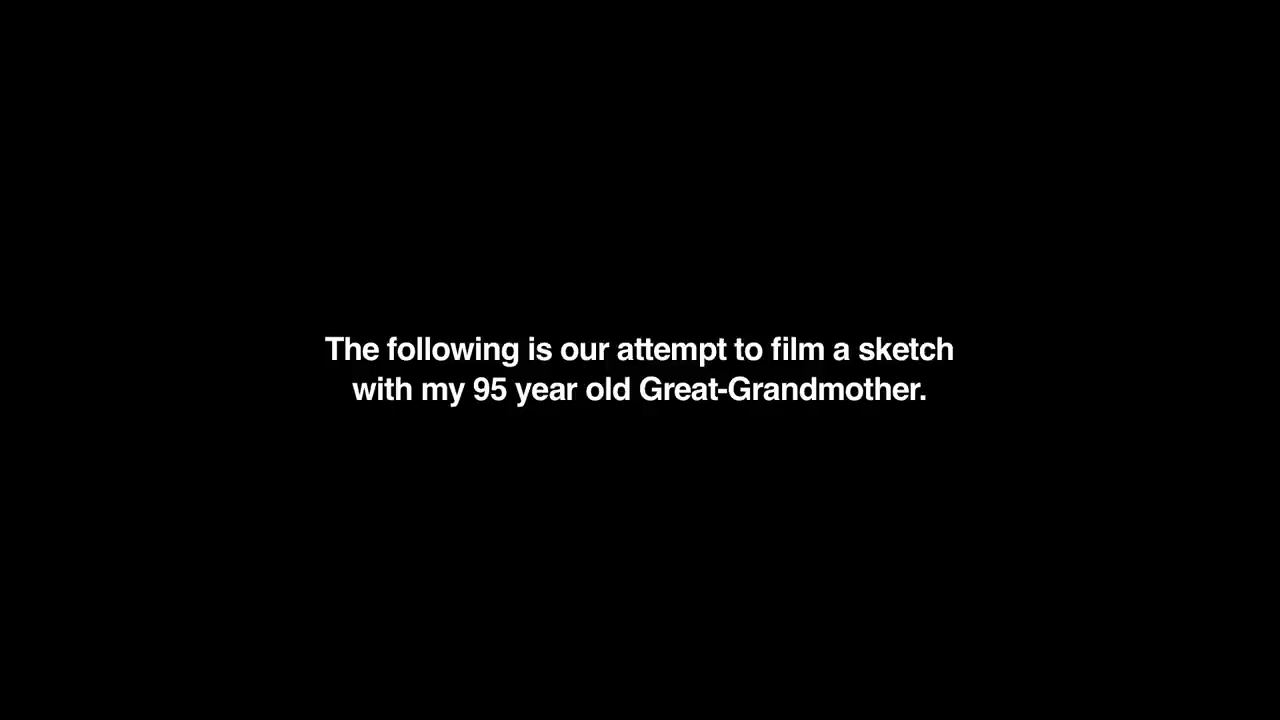 The following is our attempt to film a sketch
with my 95 year old Great-Grandmother.